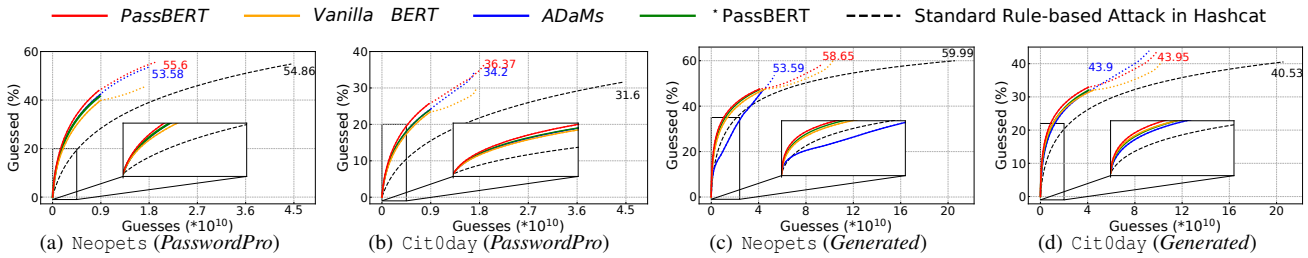 PassBERT Vanilla BERT ADaMs *PassBERT Standard Rule-based Attack in Hashcat
Guessed (%)
60
40
20
0
55.6
53.58
54.86
0 0.9 1.8 2.7 3.6 4.5
Guesses (*10^10)
(a) Neopets (PasswordPro)
Guessed (%)
40
30
20
10
0
36.37
34.2
31.6
0 0.9 1.8 2.7 3.6 4.5
Guesses (*10^10)
(b) Cit0day (PasswordPro)
Guessed (%)
60
40
20
0
53.59
58.65
59.99
0 4 8 12 16 20
Guesses (*10^10)
(c) Neopets (Generated)
Guessed (%)
40
30
20
10
0
43.9
43.95
40.53
0 4 8 12 16 20
Guesses (*10^10)
(d) Cit0day (Generated)